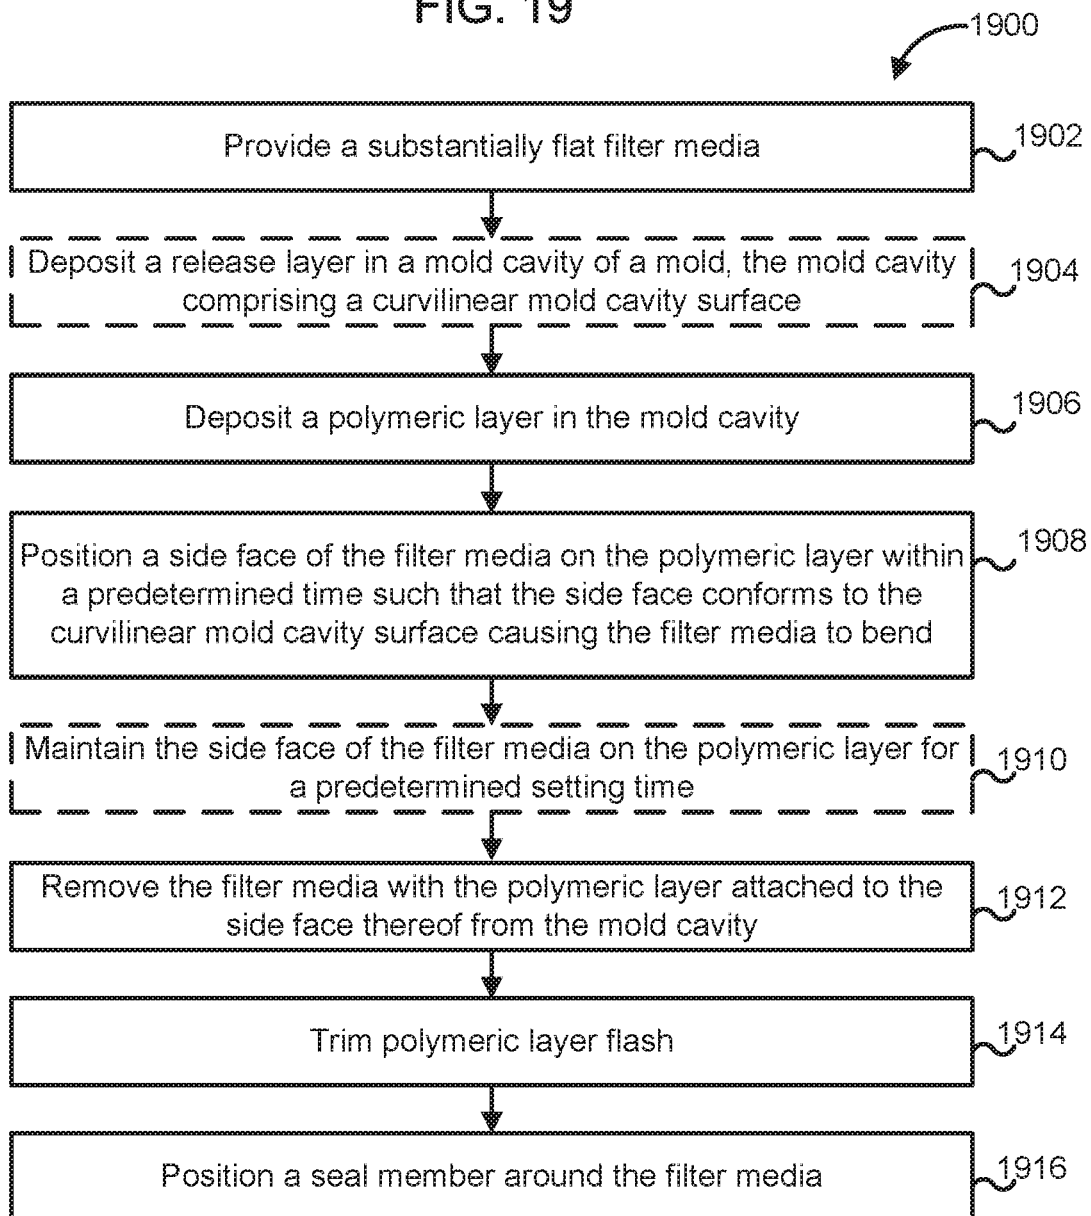 FIG. 19
1900
Provide a substantially flat filter media
1902
Deposit a release layer in a mold cavity of a mold, the mold cavity
comprising a curvilinear mold cavity surface
1904
Deposit a polymeric layer in the mold cavity
1906
Position a side face of the filter media on the polymeric layer within
a predetermined time such that the side face conforms to the
curvilinear mold cavity surface causing the filter media to bend
1908
Maintain the side face of the filter media on the polymeric layer for
a predetermined setting time
1910
Remove the filter media with the polymeric layer attached to the
side face thereof from the mold cavity
1912
Trim polymeric layer flash
1914
Position a seal member around the filter media
1916